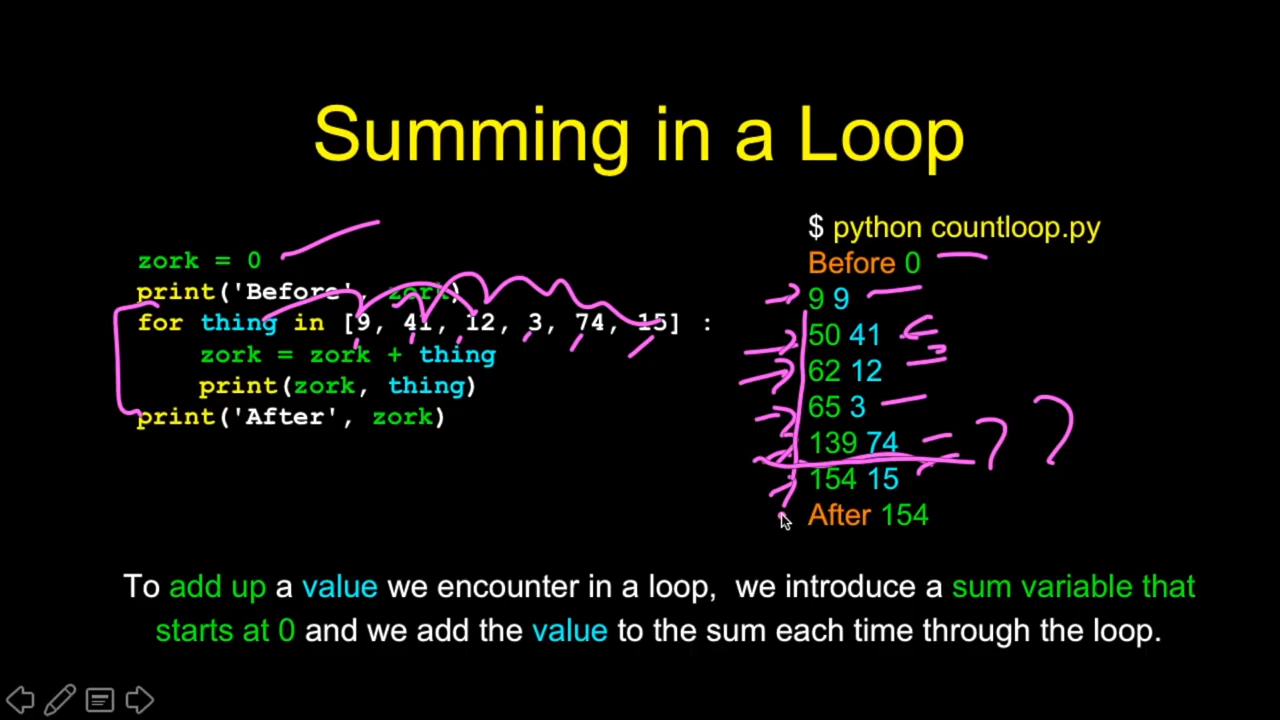 Summing in a Loop
zork = 0
print('Before', zork)
for thing in [9, 41, 12, 3, 74, 15] :
    zork = zork + thing
    print(zork, thing)
print('After', zork)
$ python countloop.py
Before 0
9 9
50 41
62 12
65 3
139 74
154 15
After 154
To add up a value we encounter in a loop, we introduce a sum variable that
starts at 0 and we add the value to the sum each time through the loop.